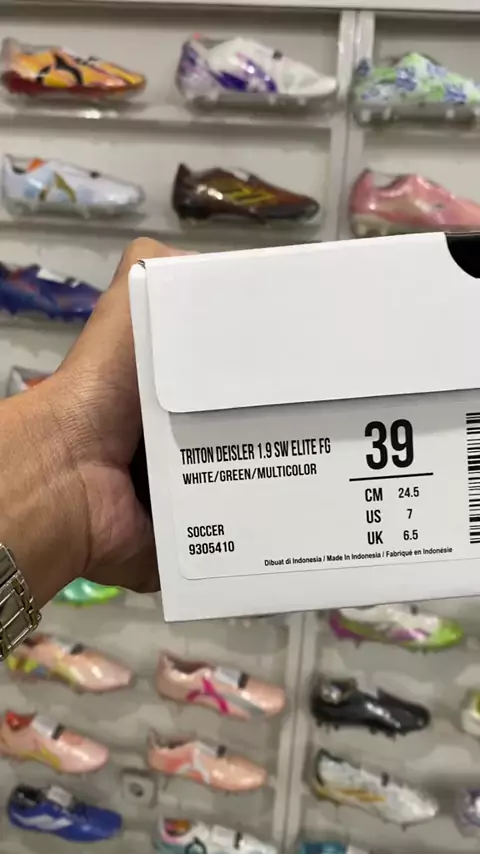 TRITON DEISLER 1.9 SW ELITE FG
WHITE/GREEN/MULTICOLOR
39
CM 24.5
US 7
UK 6.5
SOCCER
9305410
Dibuat di Indonesia / Made In Indonesia / Fabriqué en Indonésie